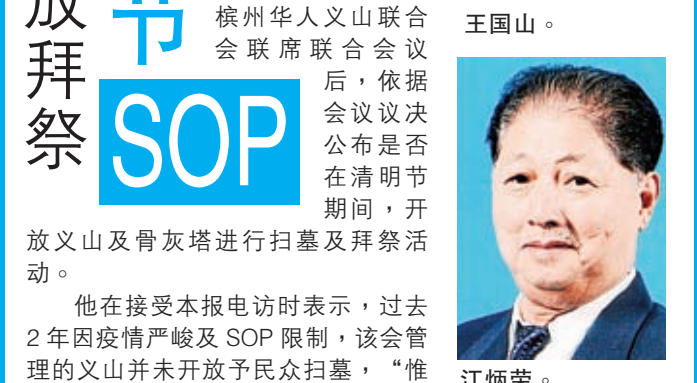 放拜祭
节
SOP
槟州华人义山联合
会联席联合会议
后，依据
会议议决
公布是否
在清明节
期间，开
放义山及骨灰塔进行扫墓及拜祭活
动。
他在接受本报电访时表示，过去
2 年因疫情严峻及 SOP 限制，该会管
理的义山并未开放予民众扫墓，“惟
王国山。
江炳荣。